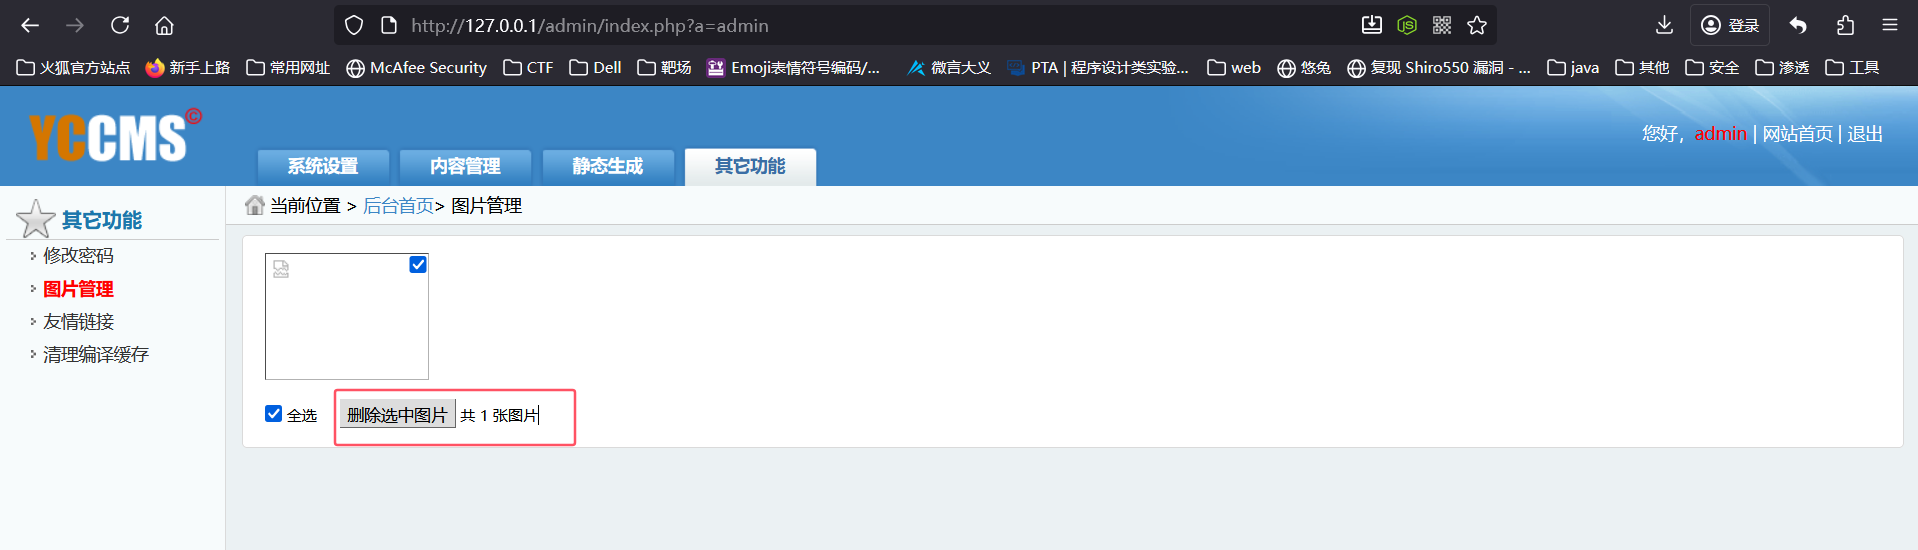 http://127.0.0.1/admin/index.php?a=admin
登录
火狐官方站点 新手上路 常用网址 McAfee Security CTF Dell 靶场 Emoji表情符号编码/... 微言大义 PTA | 程序设计类实验... web 悠兔 复现 Shiro550 漏洞 - ... java 其他 安全 渗透 工具
YCCMS©
您好，admin | 网站首页 | 退出
系统设置 内容管理 静态生成 其它功能
其它功能
修改密码
图片管理
友情链接
清理编译缓存
当前位置 > 后台首页> 图片管理
全选 删除选中图片 共 1 张图片